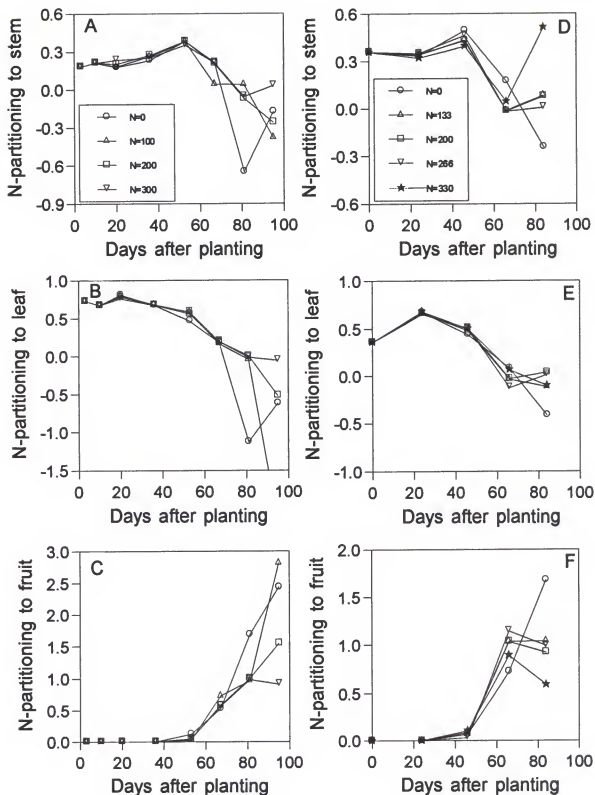 A
N-partitioning to stem
0.6
0.3
0.0
-0.3
-0.6
-0.9
N=0
N=100
N=200
N=300
0 20 40 60 80 100
Days after planting
D
N-partitioning to stem
0.6
0.3
0.0
-0.3
-0.6
N=0
N=133
N=200
N=266
N=330
0 20 40 60 80 100
Days after planting
B
N-partitioning to leaf
1.0
0.5
0.0
-0.5
-1.0
-1.5
0 20 40 60 80 100
Days after planting
E
N-partitioning to leaf
1.0
0.5
0.0
-0.5
-1.0
0 20 40 60 80 100
Days after planting
C
N-partitioning to fruit
3.0
2.5
2.0
1.5
1.0
0.5
0.0
0 20 40 60 80 100
Days after planting
F
N-partitioning to fruit
2.0
1.5
1.0
0.5
0.0
0 20 40 60 80 100
Days after planting